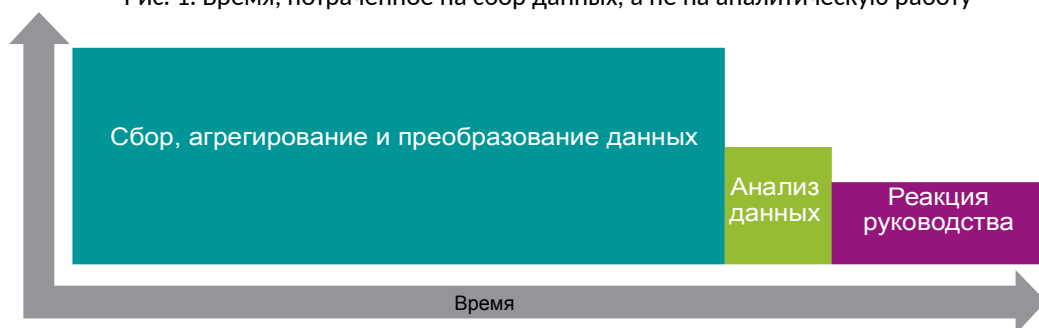 Рис. 1. Время, потраченное на сбор данных, а не на аналитическую работу
Сбор, агрегирование и преобразование данных
Анализ
данных
Реакция
руководства
Время